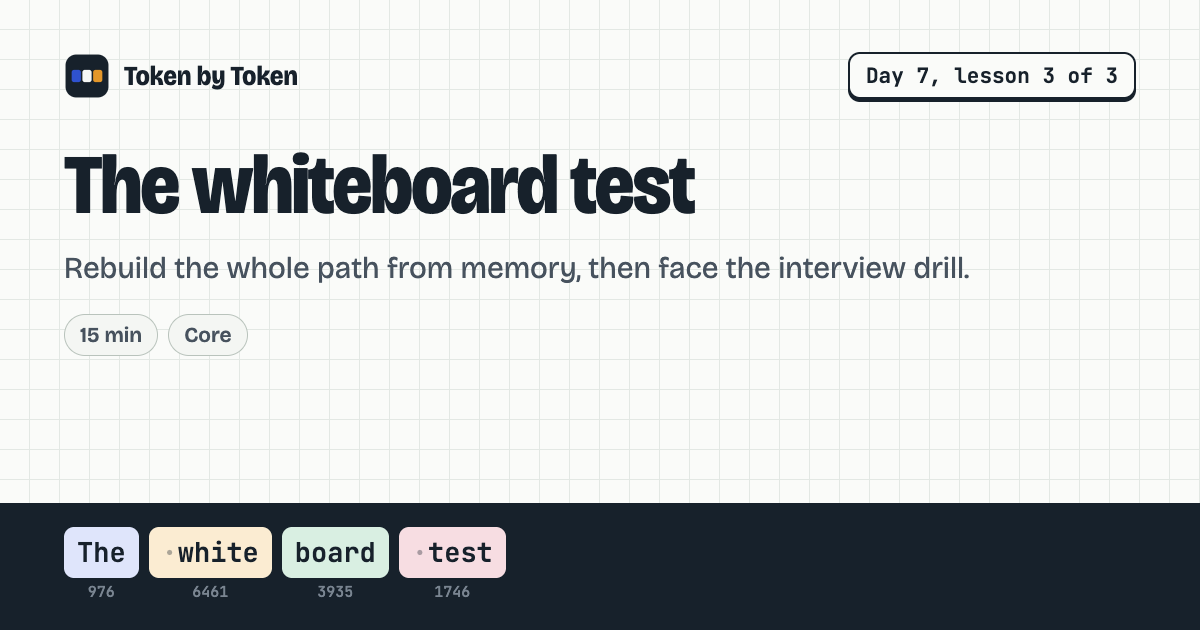 Token by Token
Day 7, lesson 3 of 3
The whiteboard test
Rebuild the whole path from memory, then face the interview drill.
15 min
Core
The ·white board ·test
976 6461 3935 1746